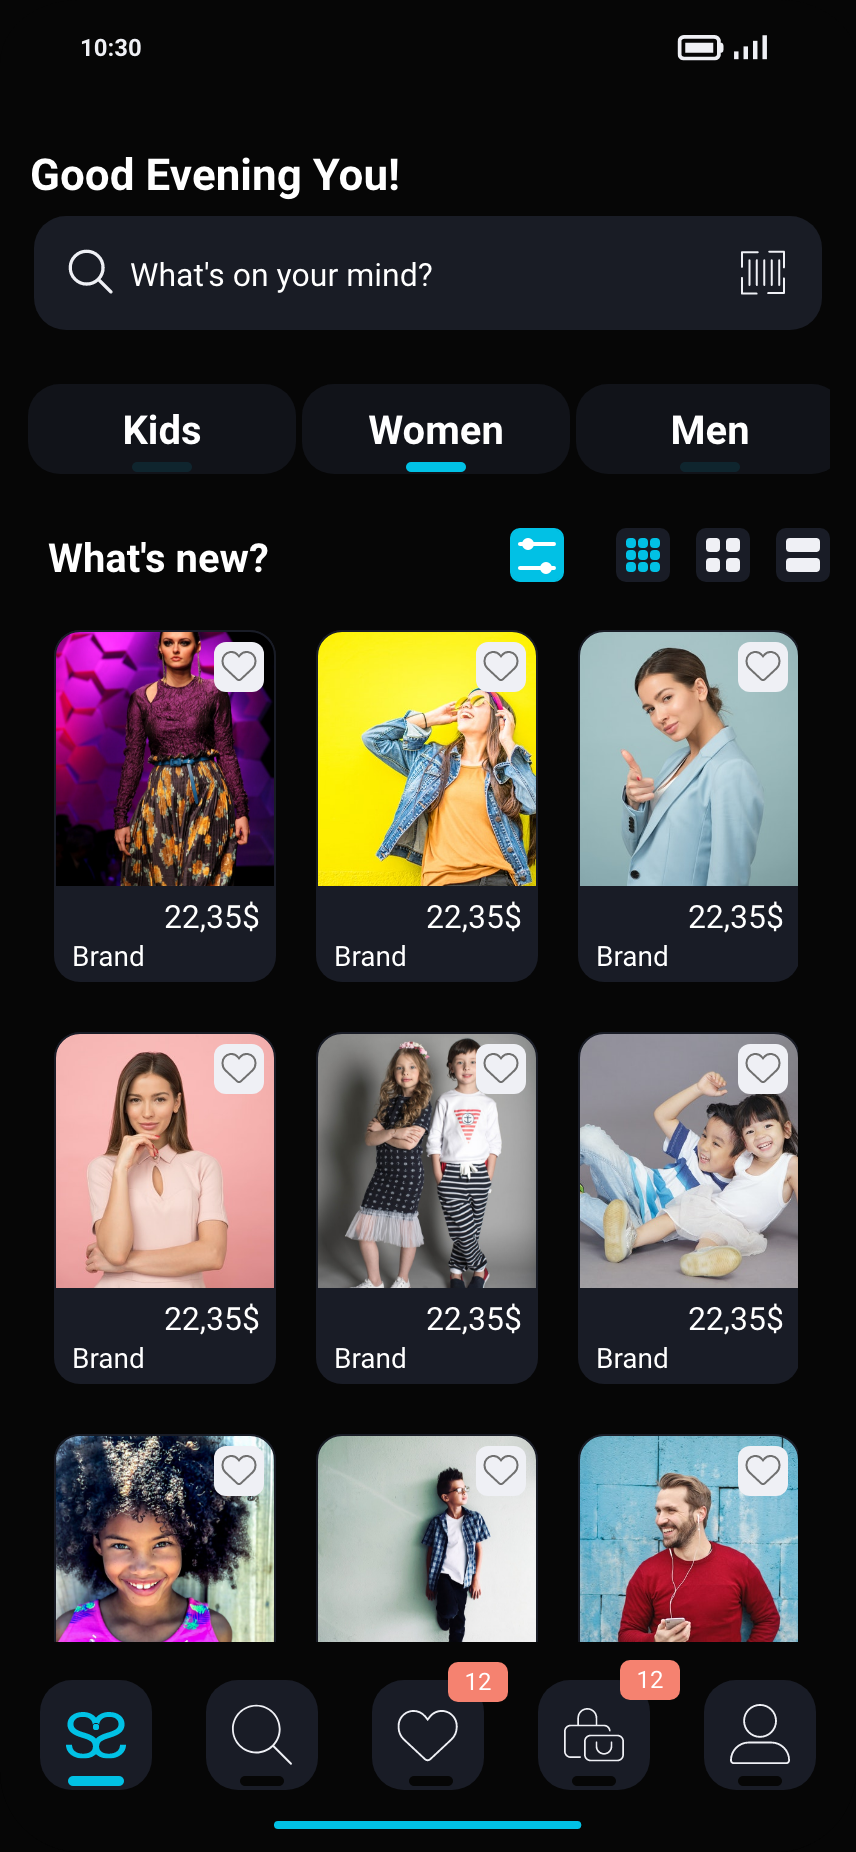 10:30
Good Evening You!
What's on your mind?
Kids
Women
Men
What's new?
22,35$
22,35$
22,35$
Brand
Brand
Brand
22,35$
22,35$
22,35$
Brand
Brand
Brand
12
12